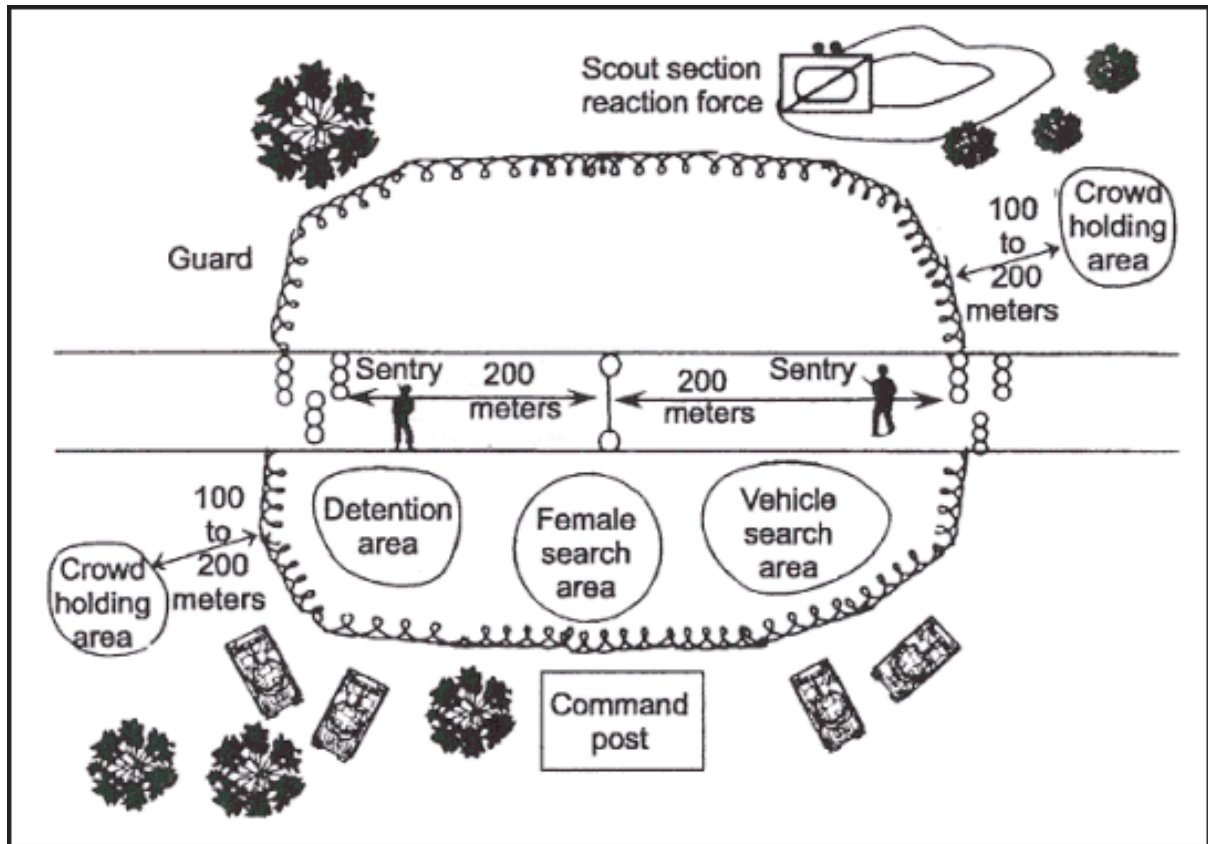 Scout section
reaction force
Crowd
holding
area
100
to
200
meters
Guard
Sentry
200
meters
200
meters
Sentry
Detention
area
Female
search
area
Vehicle
search
area
100
to
200
meters
Crowd
holding
area
Command
post